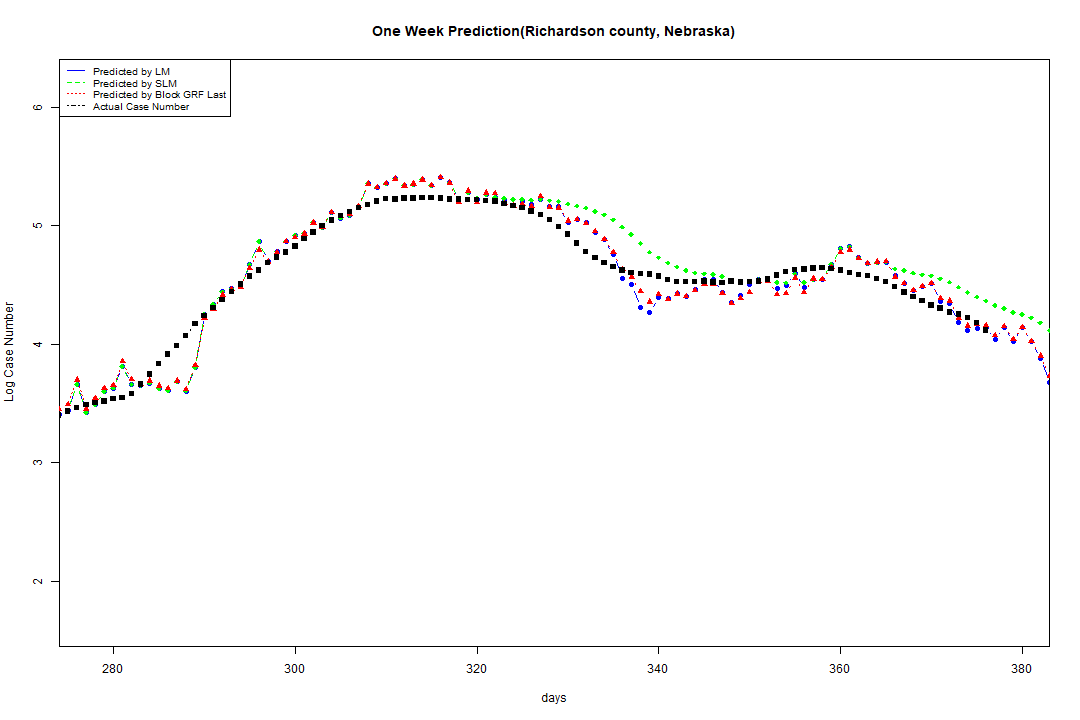 One Week Prediction(Richardson county, Nebraska)
Predicted by LM
Predicted by SLM
Predicted by Block GRF Last
Actual Case Number
6
5
4
3
2
Log Case Number
280 300 320 340 360 380
days